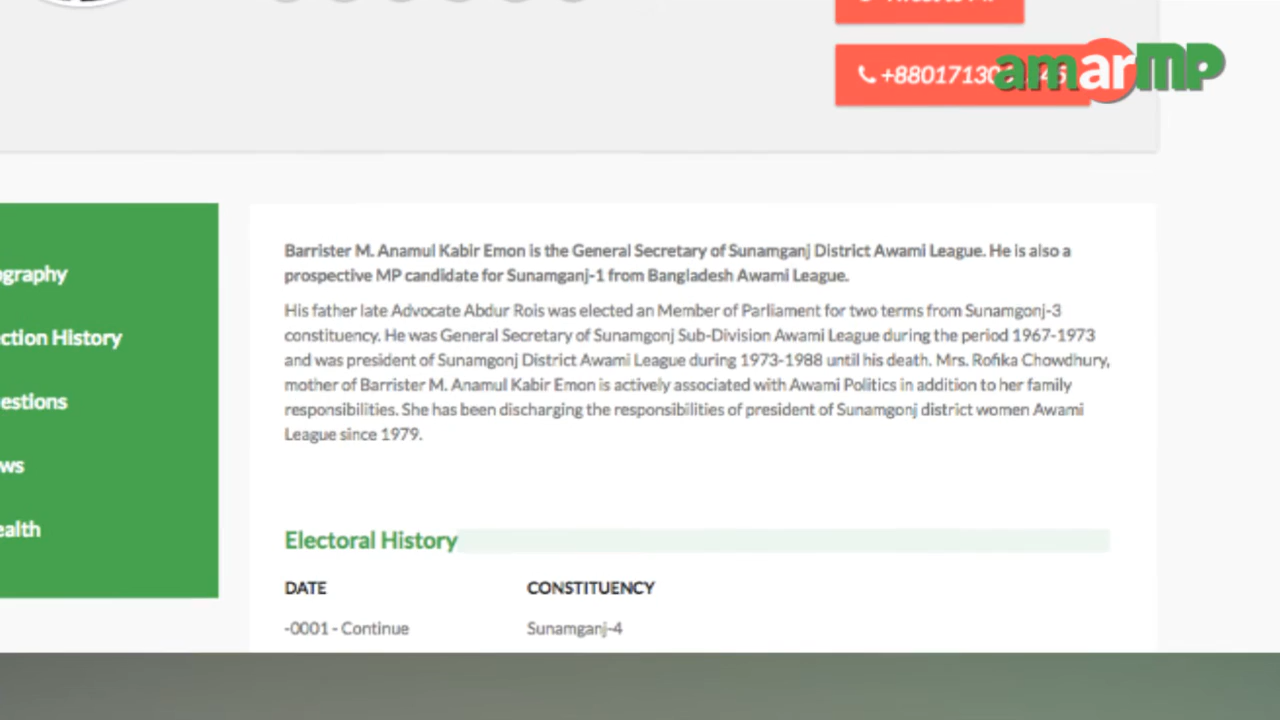 +8801713
amarMP
Barrister M. Anamul Kabir Emon is the General Secretary of Sunamganj District Awami League. He is also a
prospective MP candidate for Sunamganj-1 from Bangladesh Awami League.
His father late Advocate Abdur Rois was elected an Member of Parliament for two terms from Sunamgonj-3
constituency. He was General Secretary of Sunamgonj Sub-Division Awami League during the period 1967-1973
and was president of Sunamgonj District Awami League during 1973-1988 until his death. Mrs. Rofika Chowdhury,
mother of Barrister M. Anamul Kabir Emon is actively associated with Awami Politics in addition to her family
responsibilities. She has been discharging the responsibilities of president of Sunamgonj district women Awami
League since 1979.
ography
ction History
estions
ws
ealth
Electoral History
DATE CONSTITUENCY
-0001 - Continue Sunamganj-4